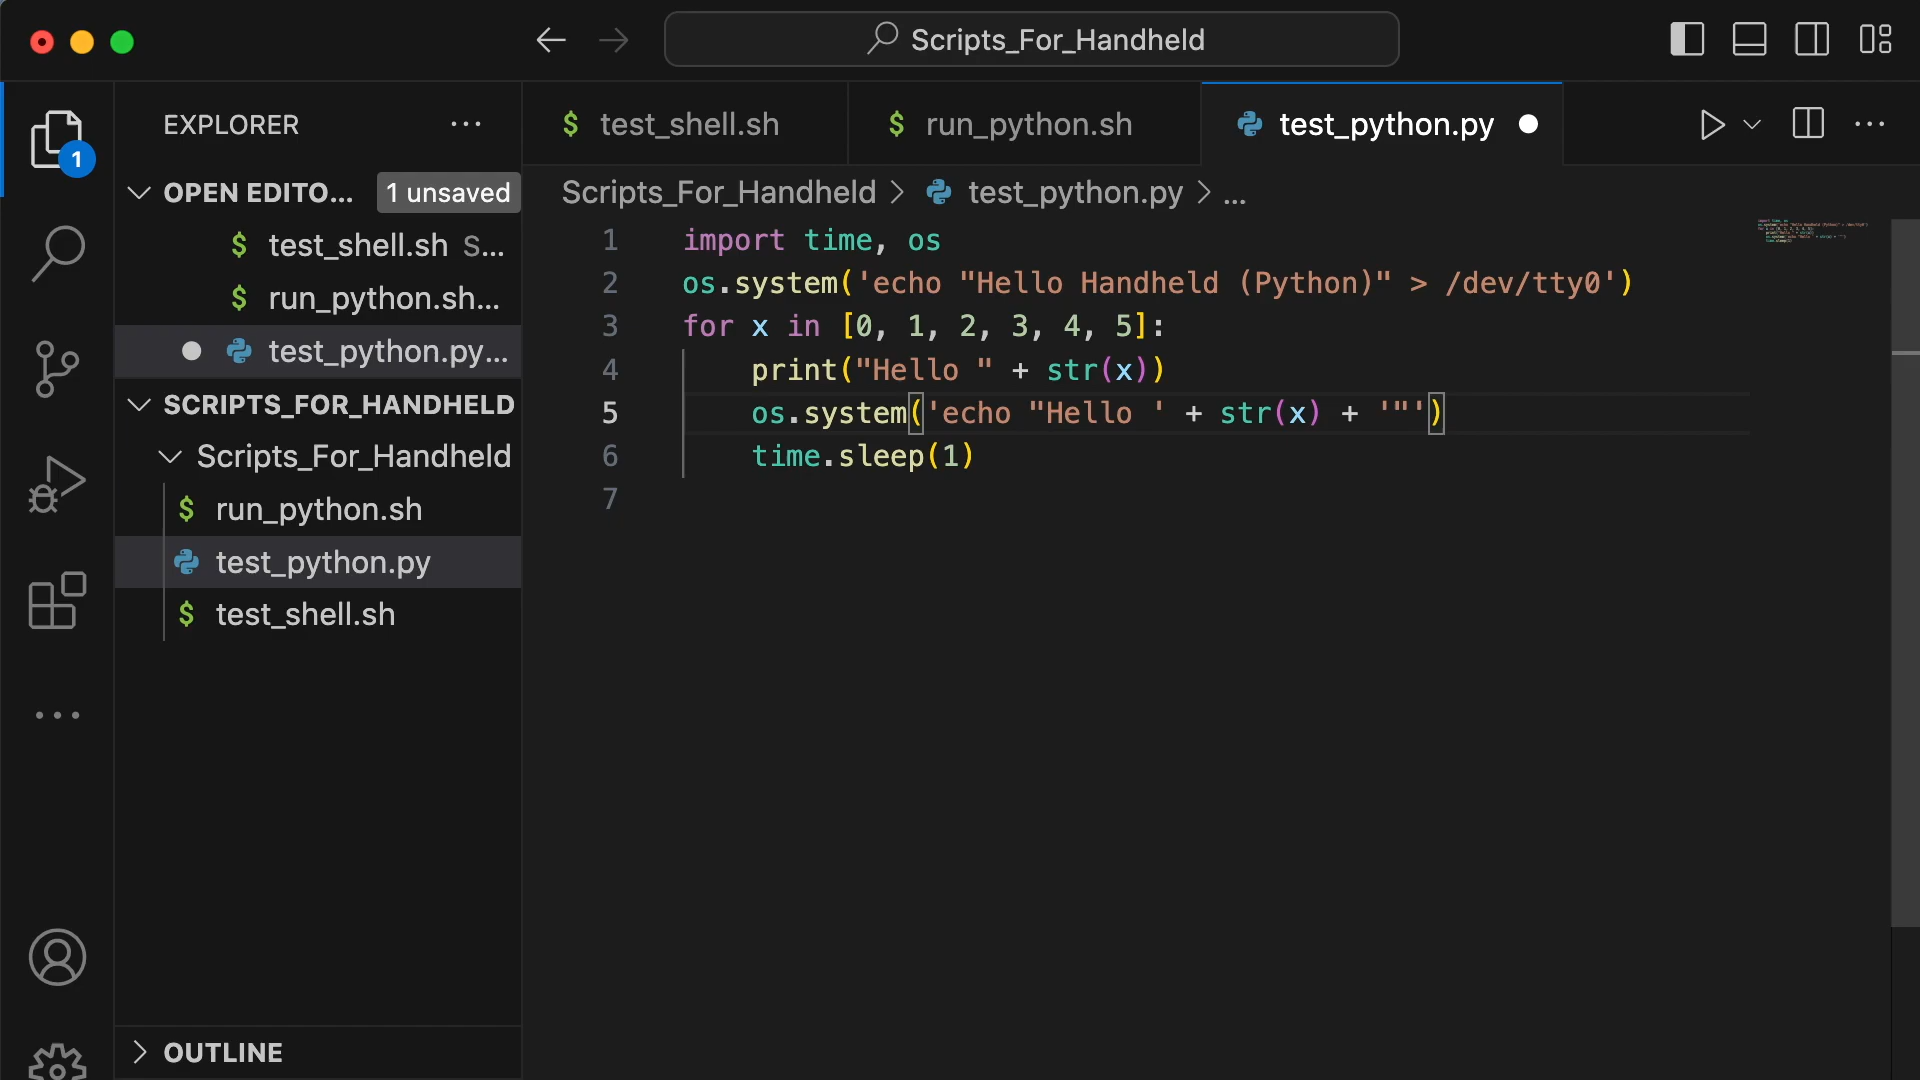 Scripts_For_Handheld
EXPLORER
1
OPEN EDITO... 1 unsaved
$ test_shell.sh S...
$ run_python.sh...
test_python.py...
SCRIPTS_FOR_HANDHELD
Scripts_For_Handheld
$ run_python.sh
test_python.py
$ test_shell.sh
OUTLINE
$ test_shell.sh $ run_python.sh test_python.py
Scripts_For_Handheld > test_python.py > ...
1 import time, os
2 os.system('echo "Hello Handheld (Python)" > /dev/tty0')
3 for x in [0, 1, 2, 3, 4, 5]:
4 print("Hello " + str(x))
5 os.system('echo "Hello ' + str(x) + '"')
6 time.sleep(1)
7